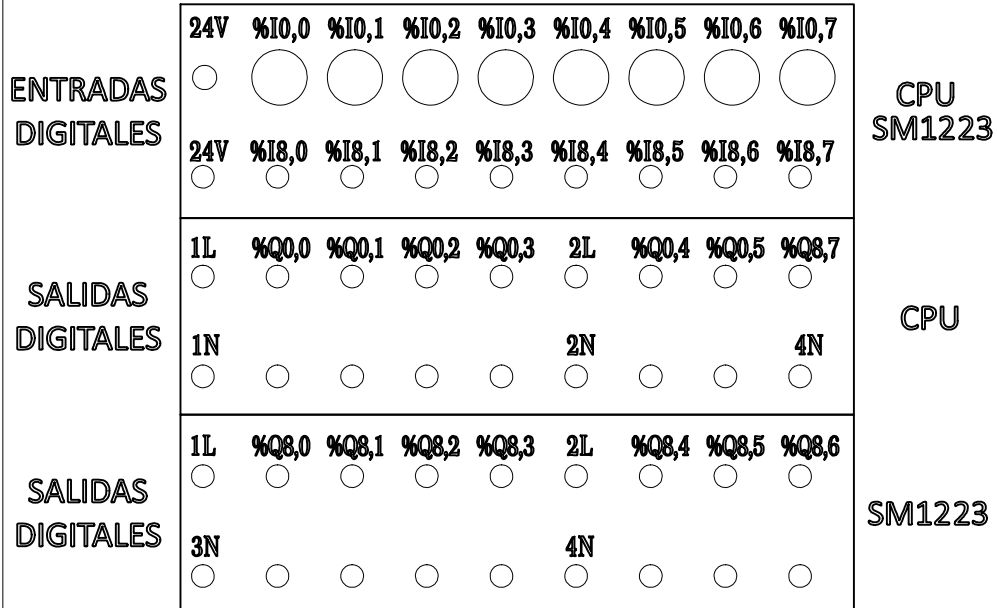 24V %I0,0 %I0,1 %I0,2 %I0,3 %I0,4 %I0,5 %I0,6 %I0,7
ENTRADAS
DIGITALES
CPU
SM1223
24V %I8,0 %I8,1 %I8,2 %I8,3 %I8,4 %I8,5 %I8,6 %I8,7
1L %Q0,0 %Q0,1 %Q0,2 %Q0,3 2L %Q0,4 %Q0,5 %Q8,7
SALIDAS
DIGITALES
CPU
1N 2N 4N
1L %Q8,0 %Q8,1 %Q8,2 %Q8,3 2L %Q8,4 %Q8,5 %Q8,6
SALIDAS
DIGITALES
SM1223
3N 4N